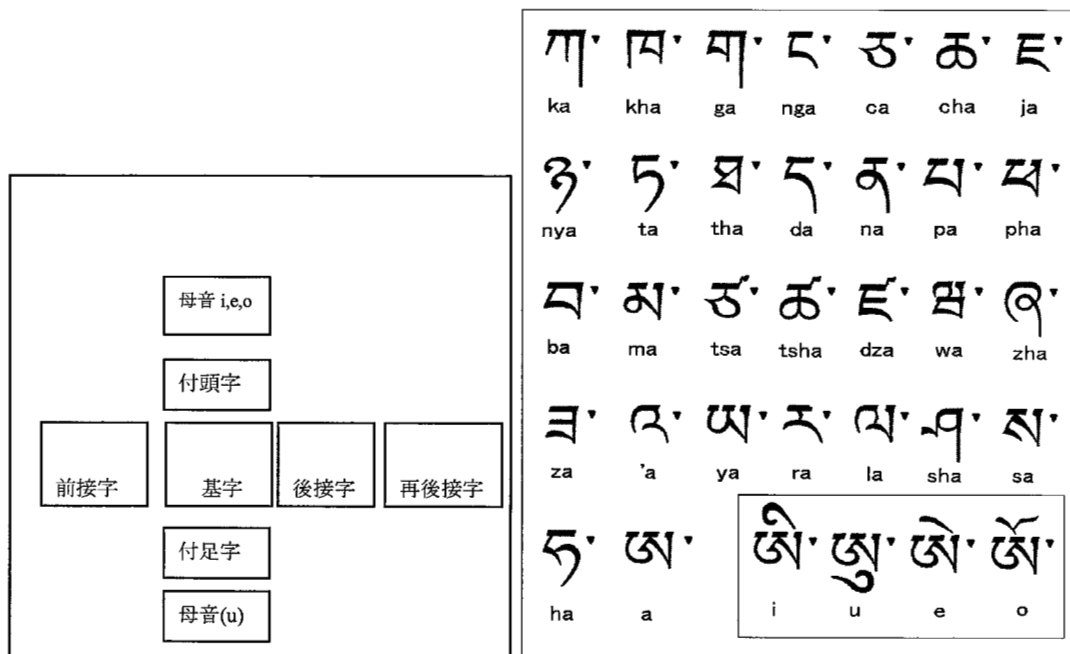 母音 i,e,o
付頭字
前接字 基字 後接字 再後接字
付足字
母音(u)
ཀ་ ཁ་ ག་ ང་ ཅ་ ཆ་ ཇ་
ka kha ga nga ca cha ja
ཉ་ ཏ་ ཐ་ ད་ ན་ པ་ ཕ་
nya ta tha da na pa pha
བ་ མ་ ཙ་ ཚ་ ཛ་ ཝ་ ཞ་
ba ma tsa tsha dza wa zha
ཟ་ འ་ ཡ་ ར་ ལ་ ཤ་ ས་
za 'a ya ra la sha sa
ཧ་ ཨ་
ha a
ཨི་ ཨུ་ ཨེ་ ཨོ་
i u e o